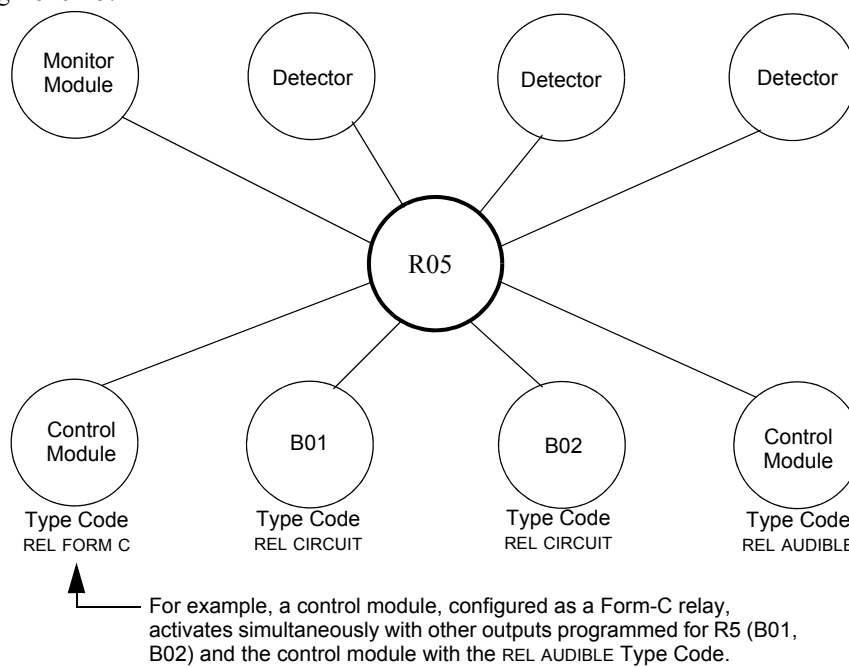 Monitor
Module
Detector
Detector
Detector
R05
Control
Module
B01
B02
Control
Module
Type Code
REL FORM C
Type Code
REL CIRCUIT
Type Code
REL CIRCUIT
Type Code
REL AUDIBLE
For example, a control module, configured as a Form-C relay,
activates simultaneously with other outputs programmed for R5 (B01,
B02) and the control module with the REL AUDIBLE Type Code.